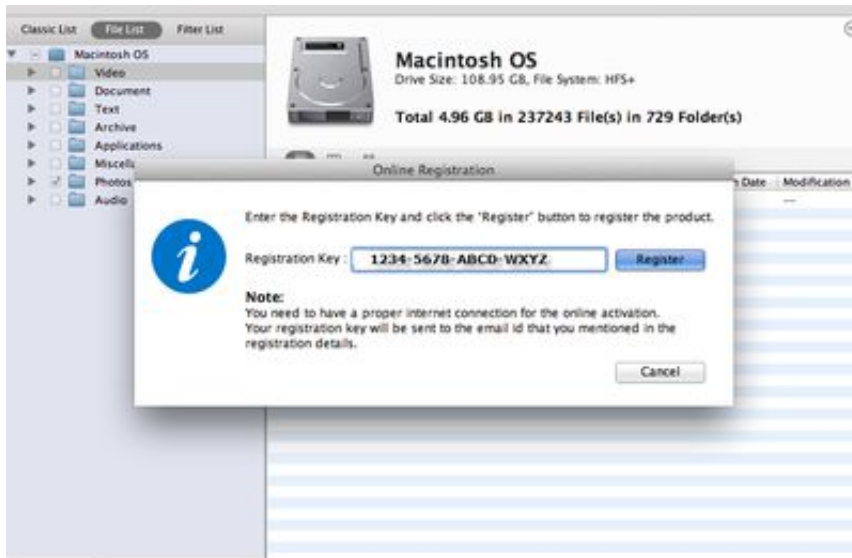 Classic List File List Filter List
Macintosh OS
Video
Document
Text
Archive
Applications
Photos
Audio
Macintosh OS
Drive Size: 108.95 GB, File System: HFS+
Total 4.96 GB in 237243 File(s) in 729 Folder(s)
Date Modification
---
Online Registration
Enter the Registration Key and click the 'Register' button to register the product.
Registration Key : 1234-5678-ABCD-WXYZ Register
Note:
You need to have a proper internet connection for the online activation.
Your registration key will be sent to the email id that you mentioned in the
registration details.
Cancel